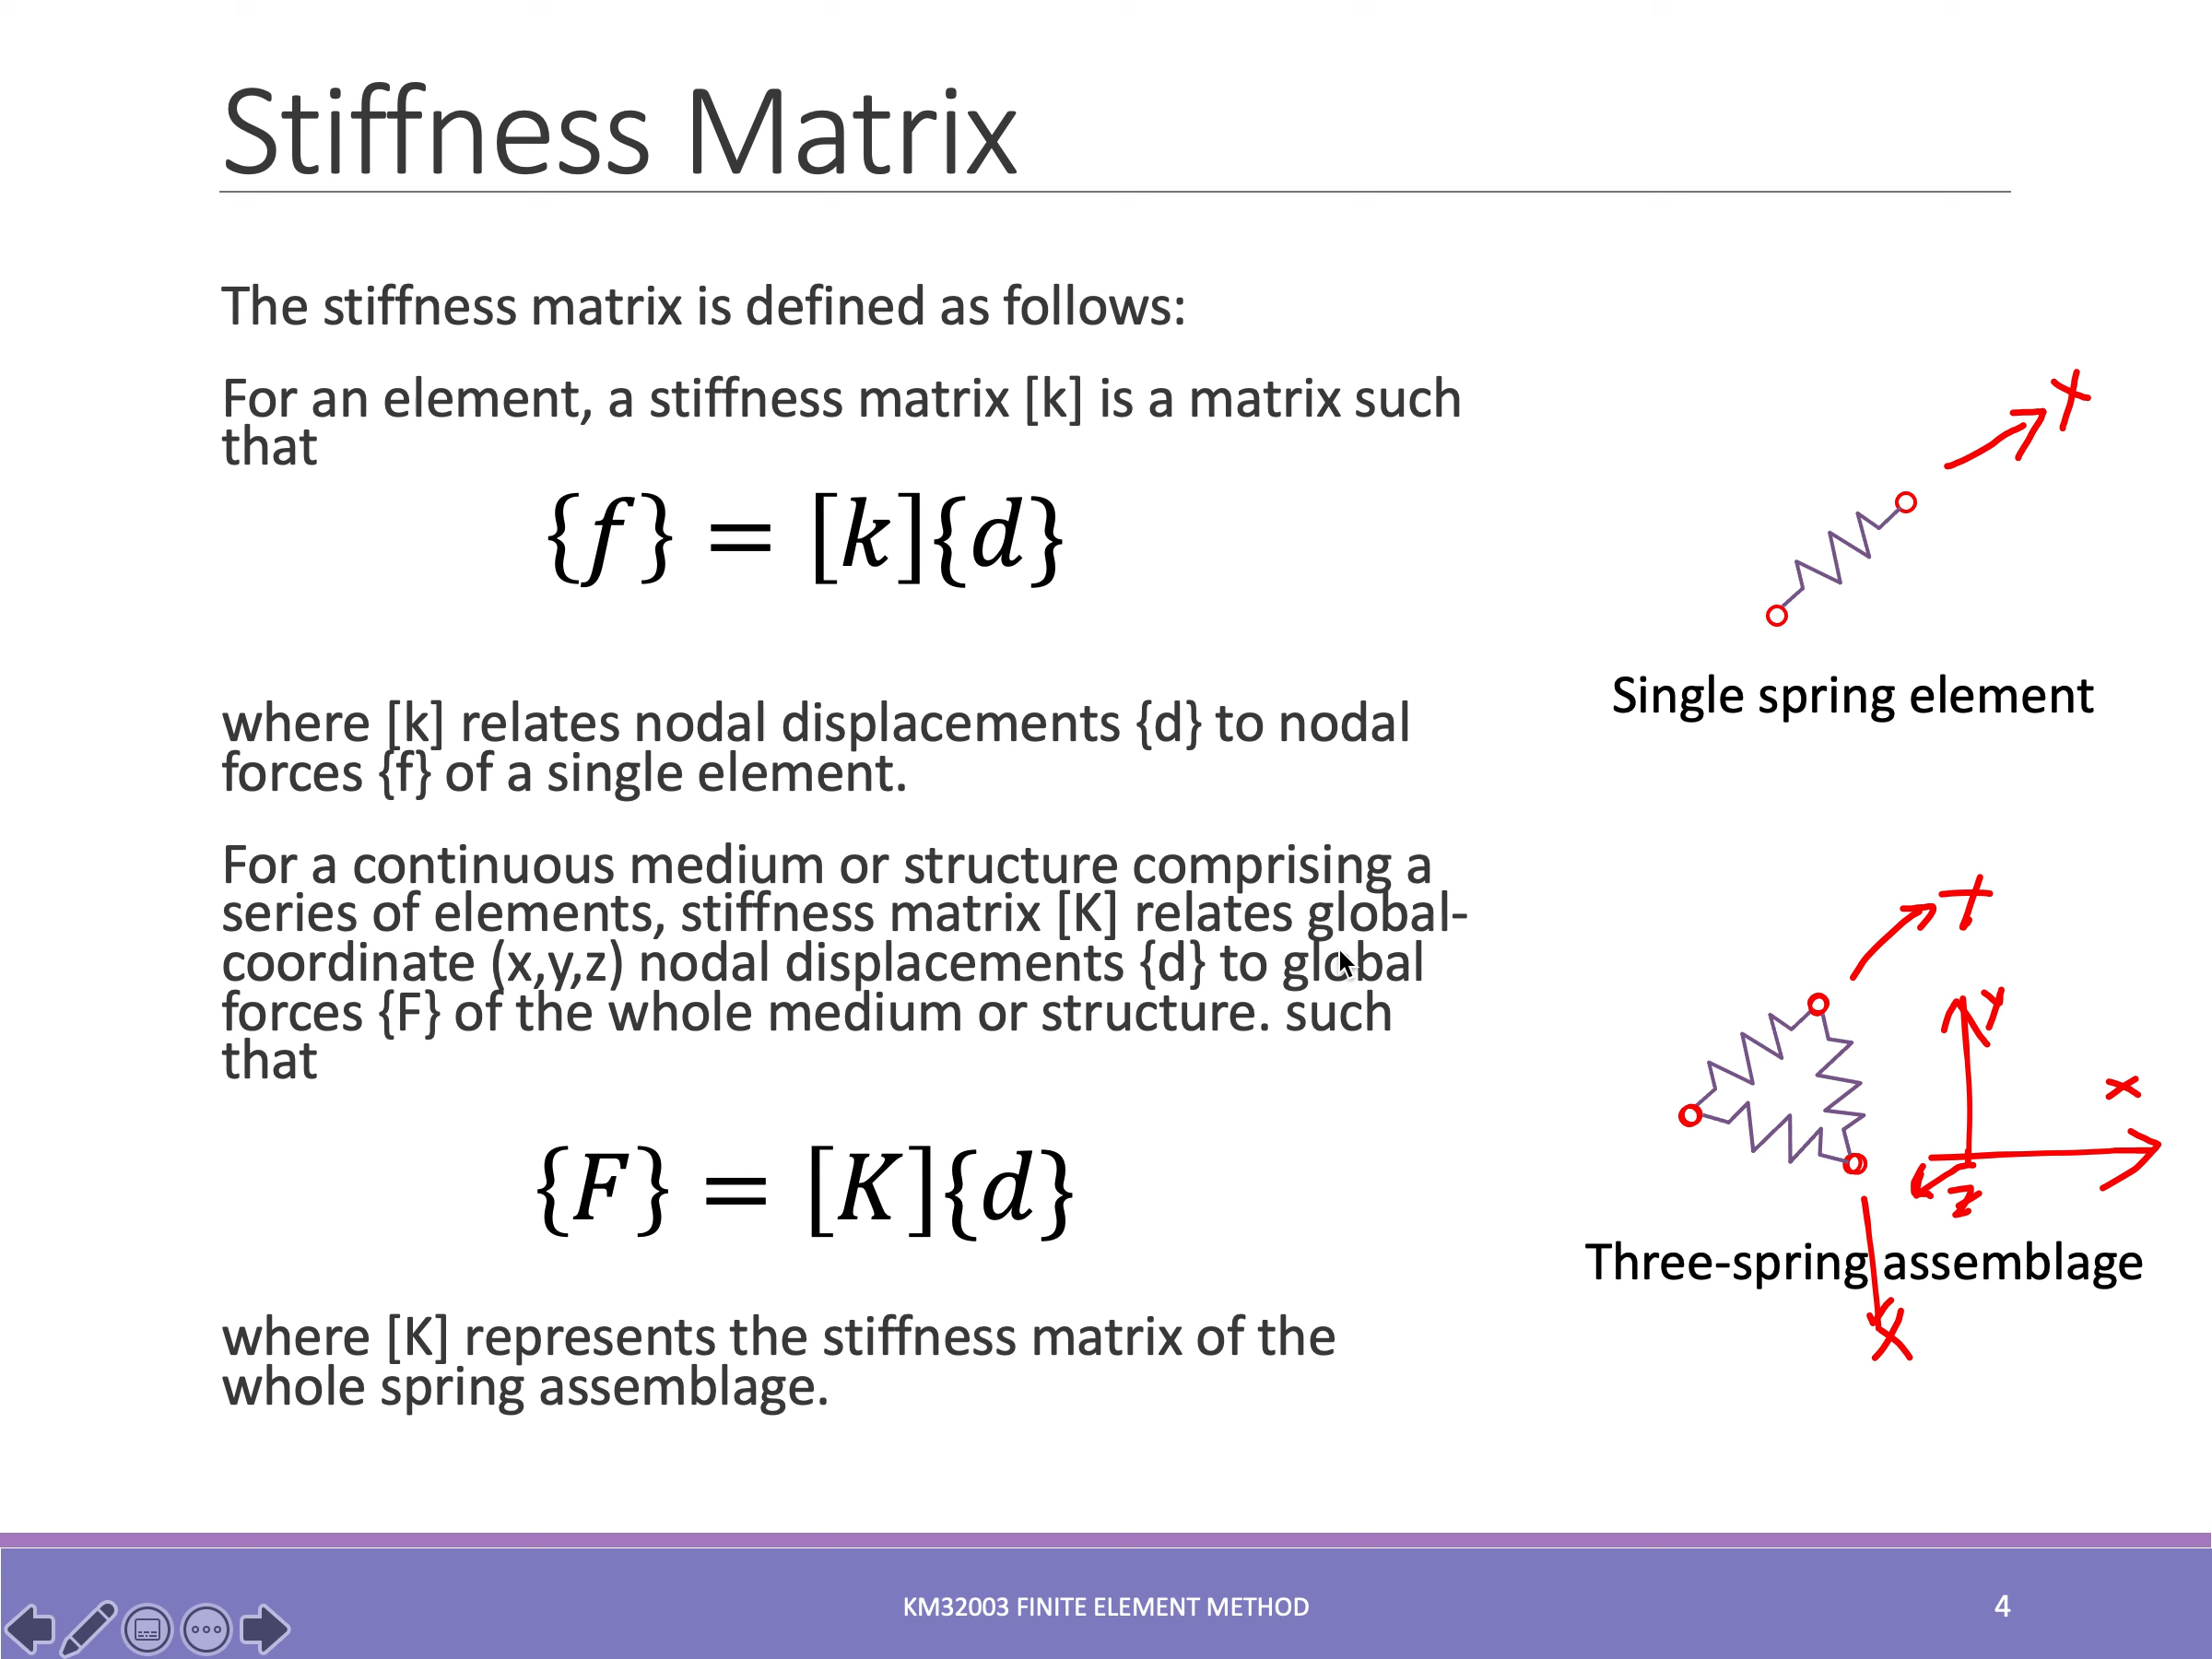 Stiffness Matrix
The stiffness matrix is defined as follows:
For an element, a stiffness matrix [k] is a matrix such
that
{f} = [k]{d}
where [k] relates nodal displacements {d} to nodal
forces {f} of a single element.
For a continuous medium or structure comprising a
series of elements, stiffness matrix [K] relates global-
coordinate (x,y,z) nodal displacements {d} to global
forces {F} of the whole medium or structure. such
that
{F} = [K]{d}
where [K] represents the stiffness matrix of the
whole spring assemblage.
x
Single spring element
x
y
x
z
Three-spring assemblage
x
KM32003 FINITE ELEMENT METHOD
4